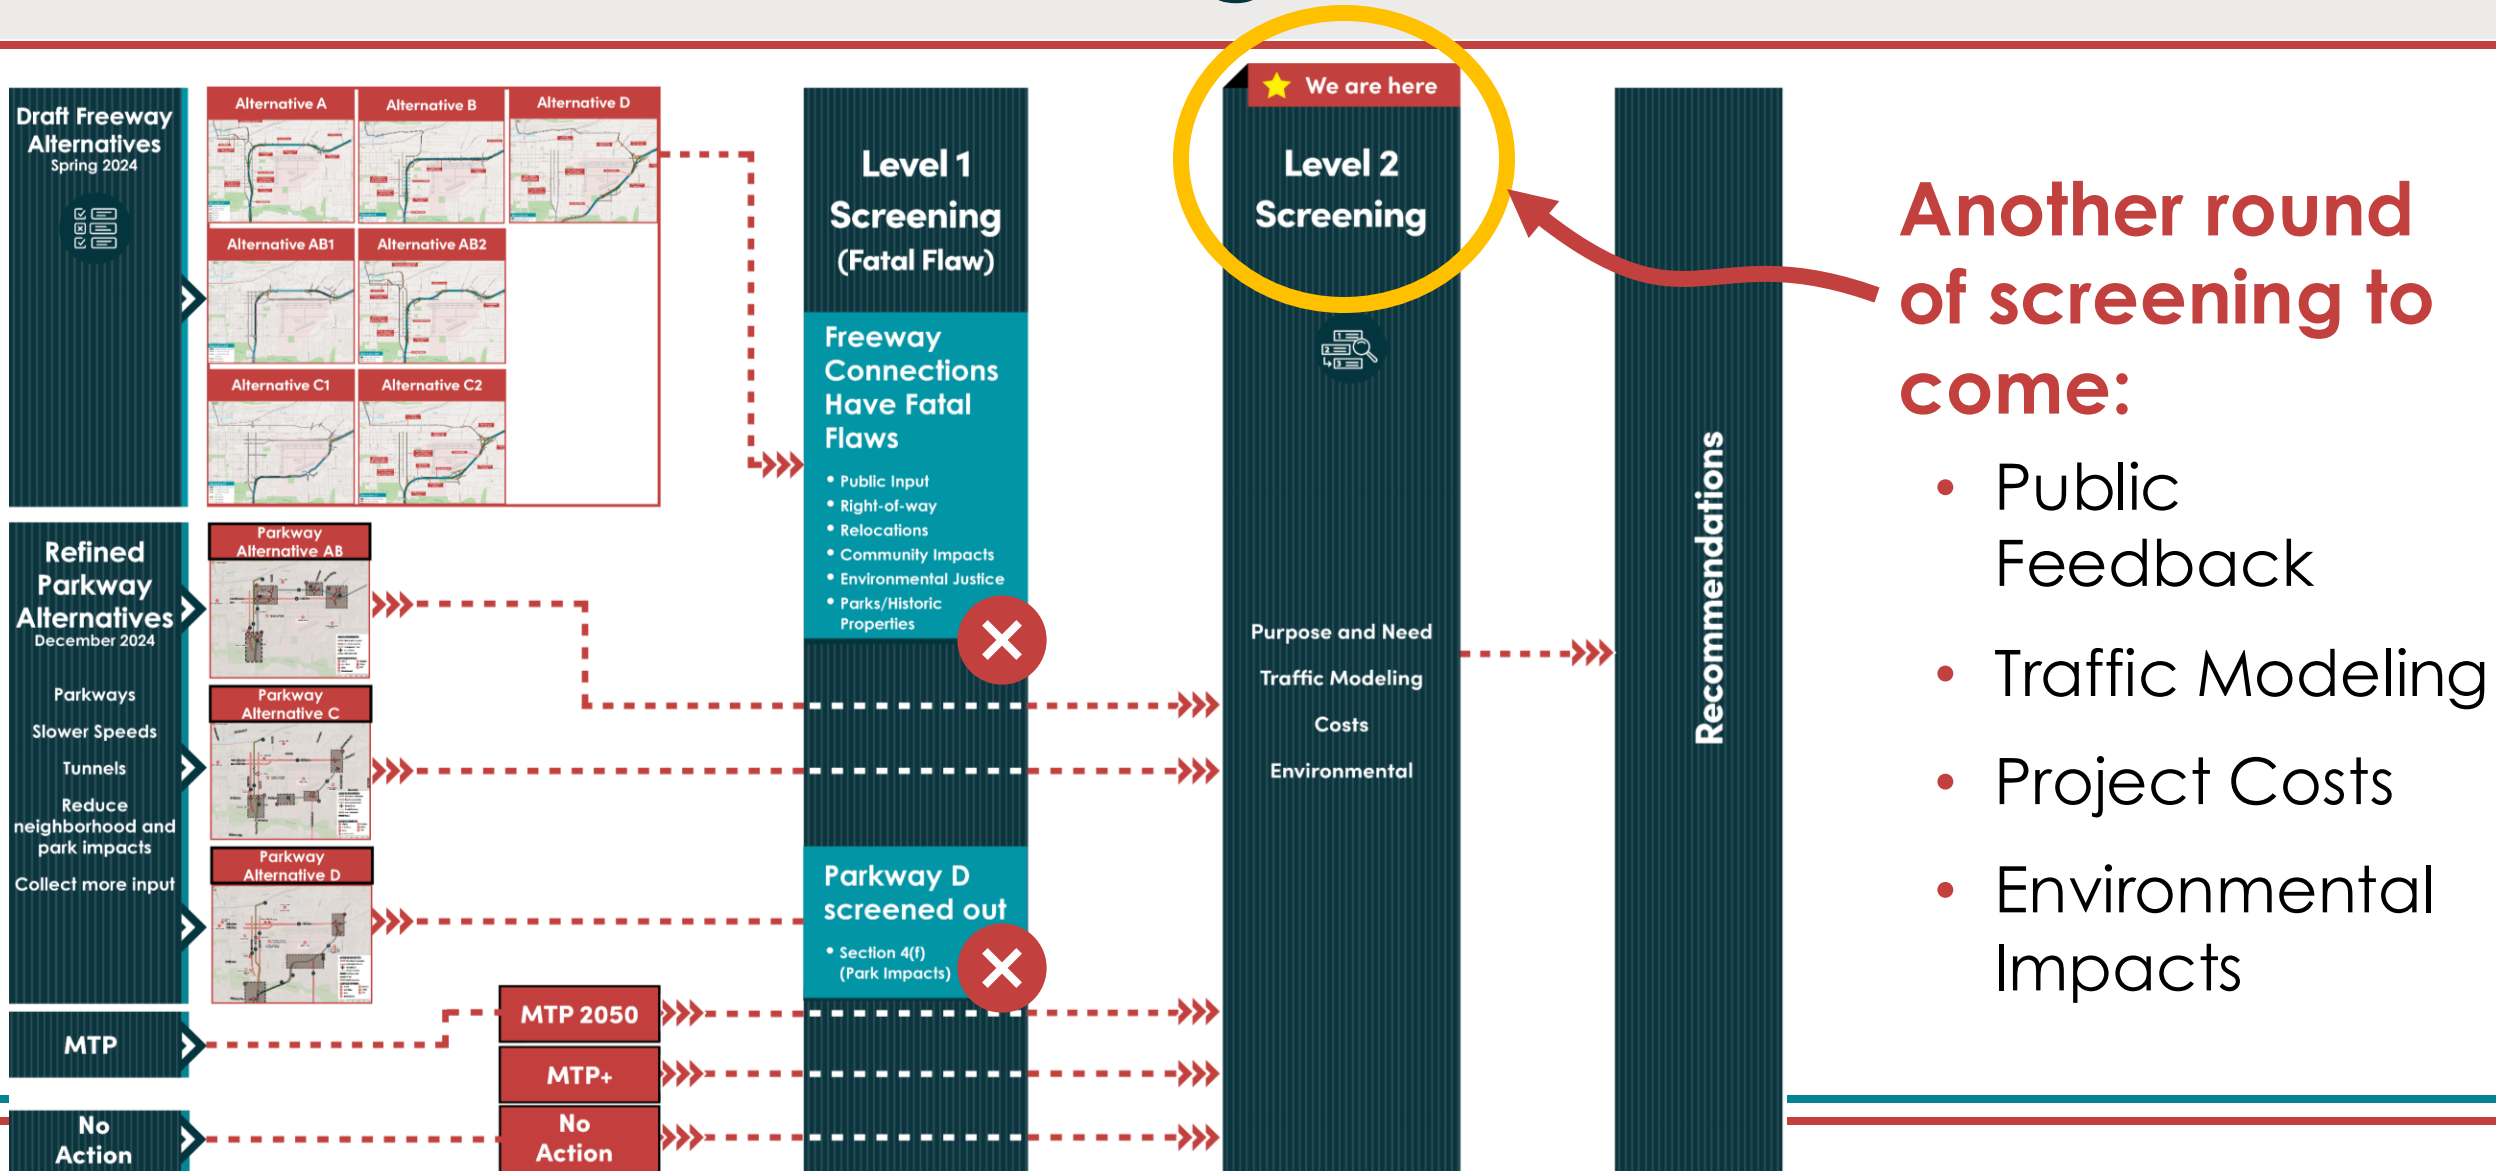 Draft Freeway
Alternatives
Spring 2024
Alternative A
Alternative B
Alternative D
Alternative AB1
Alternative AB2
Alternative C1
Alternative C2
Refined
Parkway
Alternatives
December 2024
Parkways
Slower Speeds
Tunnels
Reduce
neighborhood and
park impacts
Collect more input
Parkway
Alternative AB
Parkway
Alternative C
Parkway
Alternative D
MTP
No
Action
MTP 2050
MTP+
No
Action
Level 1
Screening
(Fatal Flaw)
Freeway
Connections
Have Fatal
Flaws
• Public Input
• Right-of-way
• Relocations
• Community Impacts
• Environmental Justice
• Parks/Historic
Properties
Parkway D
screened out
• Section 4(f)
(Park Impacts)
We are here
Level 2
Screening
Purpose and Need
Traffic Modeling
Costs
Environmental
Recommendations
Another round
of screening to
come:
• Public
Feedback
• Traffic Modeling
• Project Costs
• Environmental
Impacts